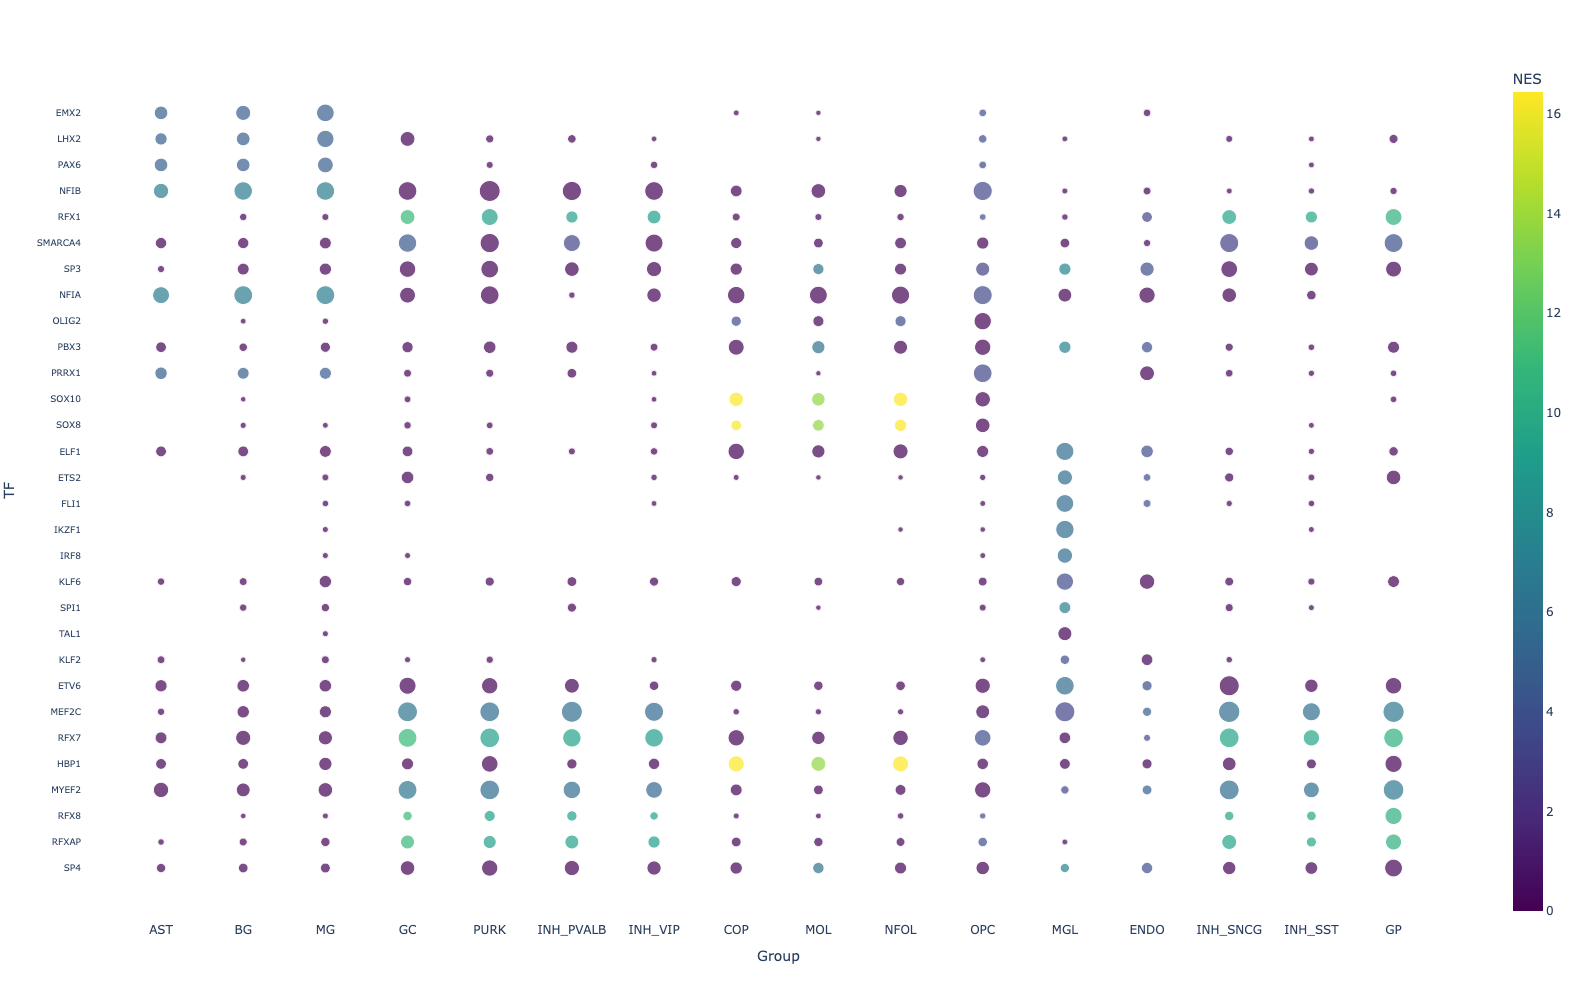 NES
EMX2
LHX2
PAX6
NFIB
RFX1
SMARCA4
SP3
NFIA
OLIG2
PBX3
PRRX1
SOX10
SOX8
ELF1
ETS2
FLI1
IKZF1
IRF8
KLF6
SPI1
TAL1
KLF2
ETV6
MEF2C
RFX7
HBP1
MYEF2
RFX8
RFXAP
SP4
TF
AST BG MG GC PURK INH_PVALB INH_VIP COP MOL NFOL OPC MGL ENDO INH_SNCG INH_SST GP
Group
16
14
12
10
8
6
4
2
0